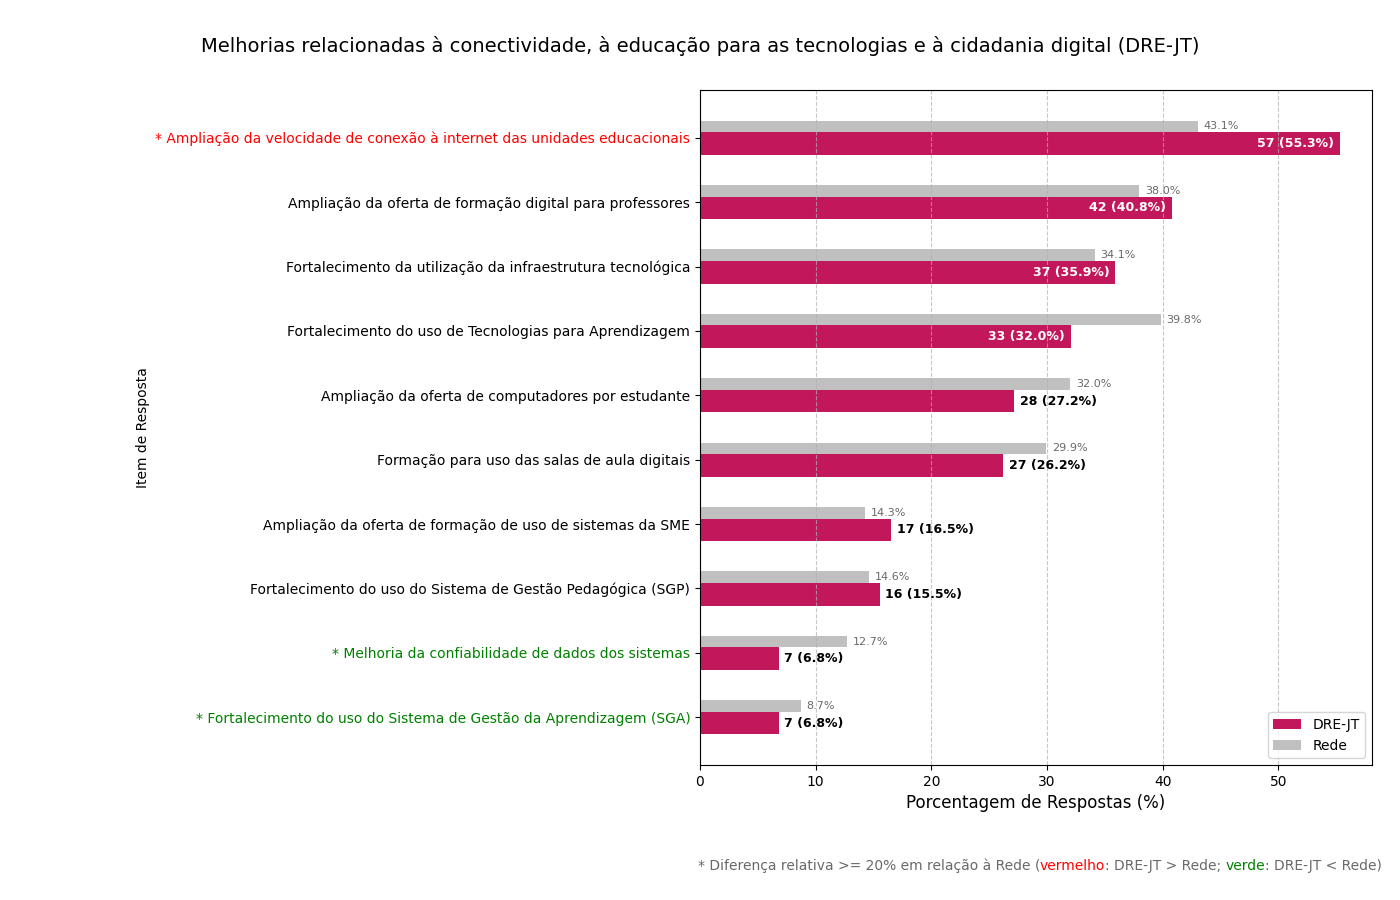 Melhorias relacionadas à conectividade, à educação para as tecnologias e à cidadania digital (DRE-JT)
* Ampliação da velocidade de conexão à internet das unidades educacionais
43.1%
57 (55.3%)
Ampliação da oferta de formação digital para professores
38.0%
42 (40.8%)
Fortalecimento da utilização da infraestrutura tecnológica
34.1%
37 (35.9%)
Fortalecimento do uso de Tecnologias para Aprendizagem
39.8%
33 (32.0%)
Ampliação da oferta de computadores por estudante
32.0%
28 (27.2%)
Formação para uso das salas de aula digitais
29.9%
27 (26.2%)
Ampliação da oferta de formação de uso de sistemas da SME
14.3%
17 (16.5%)
Fortalecimento do uso do Sistema de Gestão Pedagógica (SGP)
14.6%
16 (15.5%)
* Melhoria da confiabilidade de dados dos sistemas
12.7%
7 (6.8%)
* Fortalecimento do uso do Sistema de Gestão da Aprendizagem (SGA)
8.7%
7 (6.8%)
Item de Resposta
DRE-JT
Rede
0 10 20 30 40 50
Porcentagem de Respostas (%)
* Diferença relativa >= 20% em relação à Rede (vermelho: DRE-JT > Rede; verde: DRE-JT < Rede)